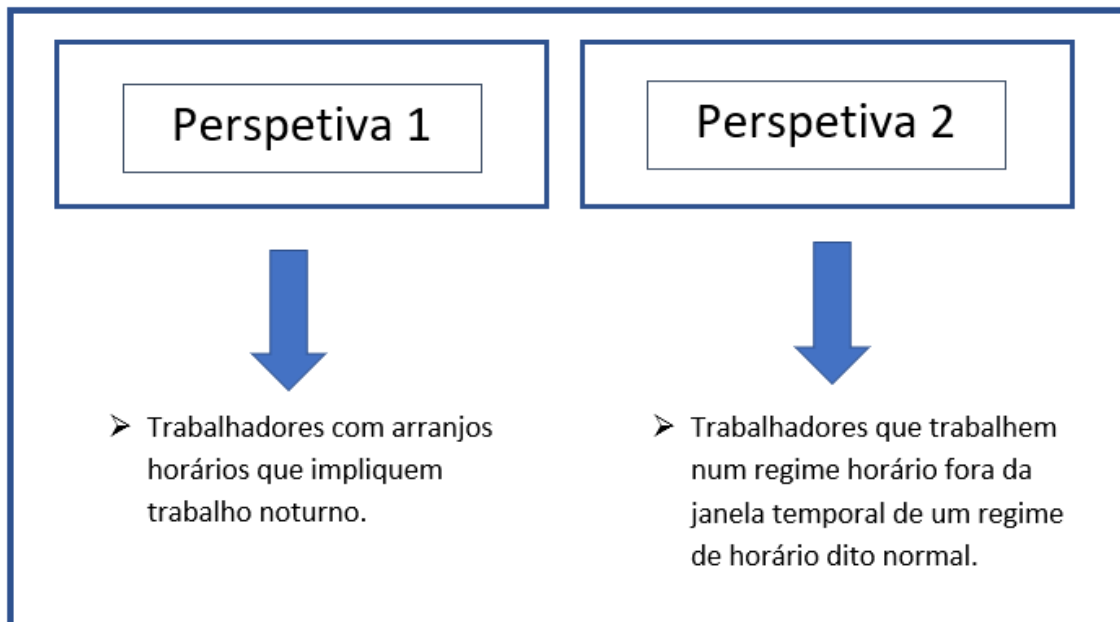 Perspetiva 1
Perspetiva 2
➢ Trabalhadores com arranjos
horários que impliquem
trabalho noturno.
➢ Trabalhadores que trabalhem
num regime horário fora da
janela temporal de um regime
de horário dito normal.